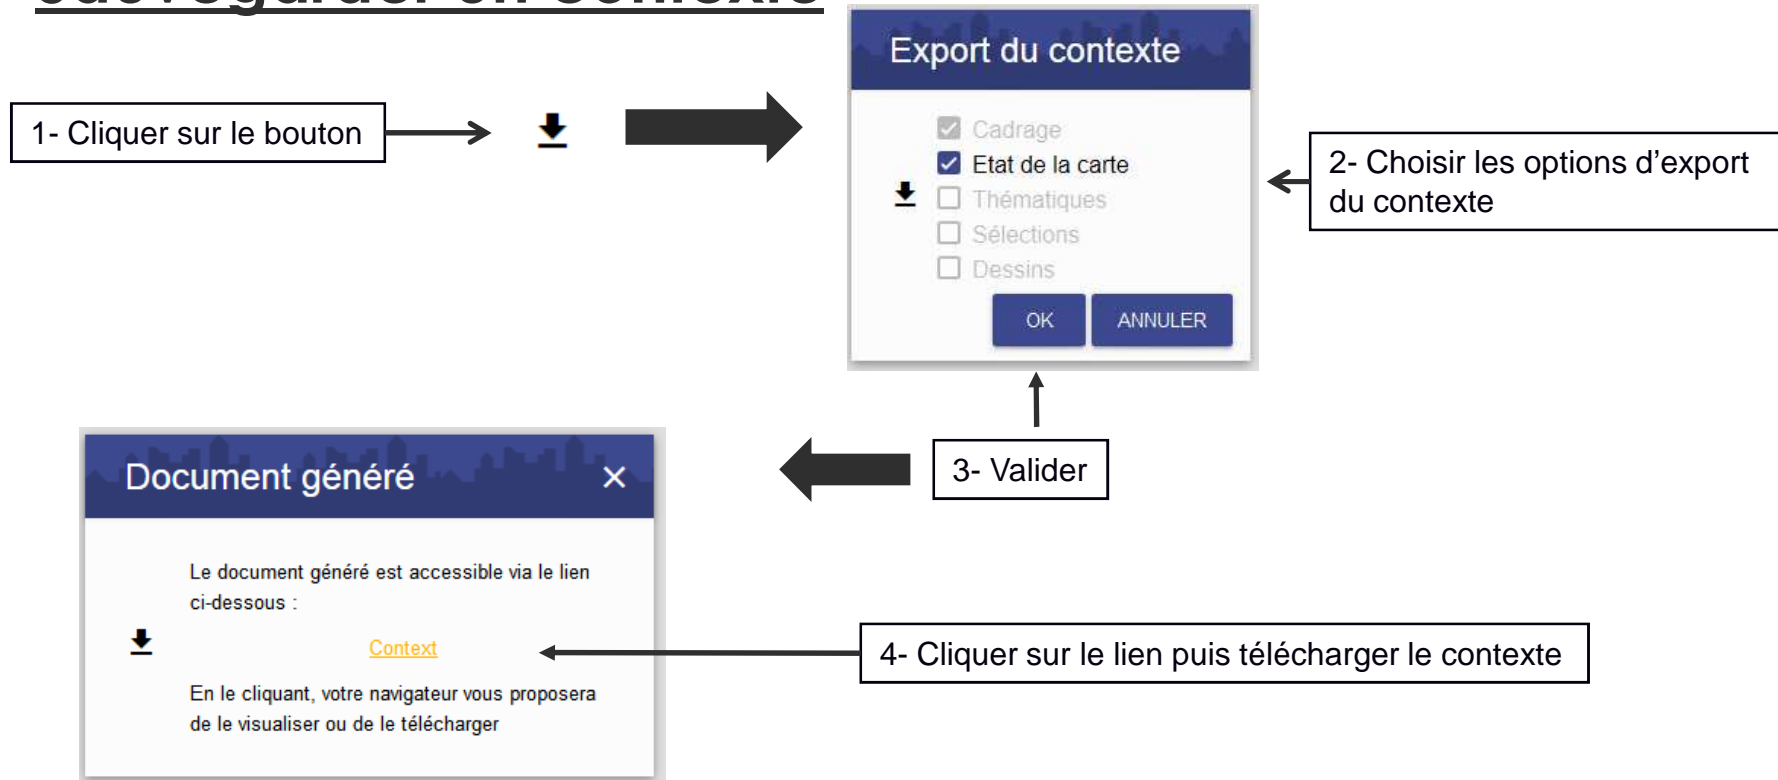 sauvegarder un contexte
Export du contexte
1- Cliquer sur le bouton
Cadrage
Etat de la carte
Thématiques
Sélections
Dessins
OK ANNULER
2- Choisir les options d’export
du contexte
3- Valider
Document généré
Le document généré est accessible via le lien
ci-dessous :
Context
En le cliquant, votre navigateur vous proposera
de le visualiser ou de le télécharger
4- Cliquer sur le lien puis télécharger le contexte